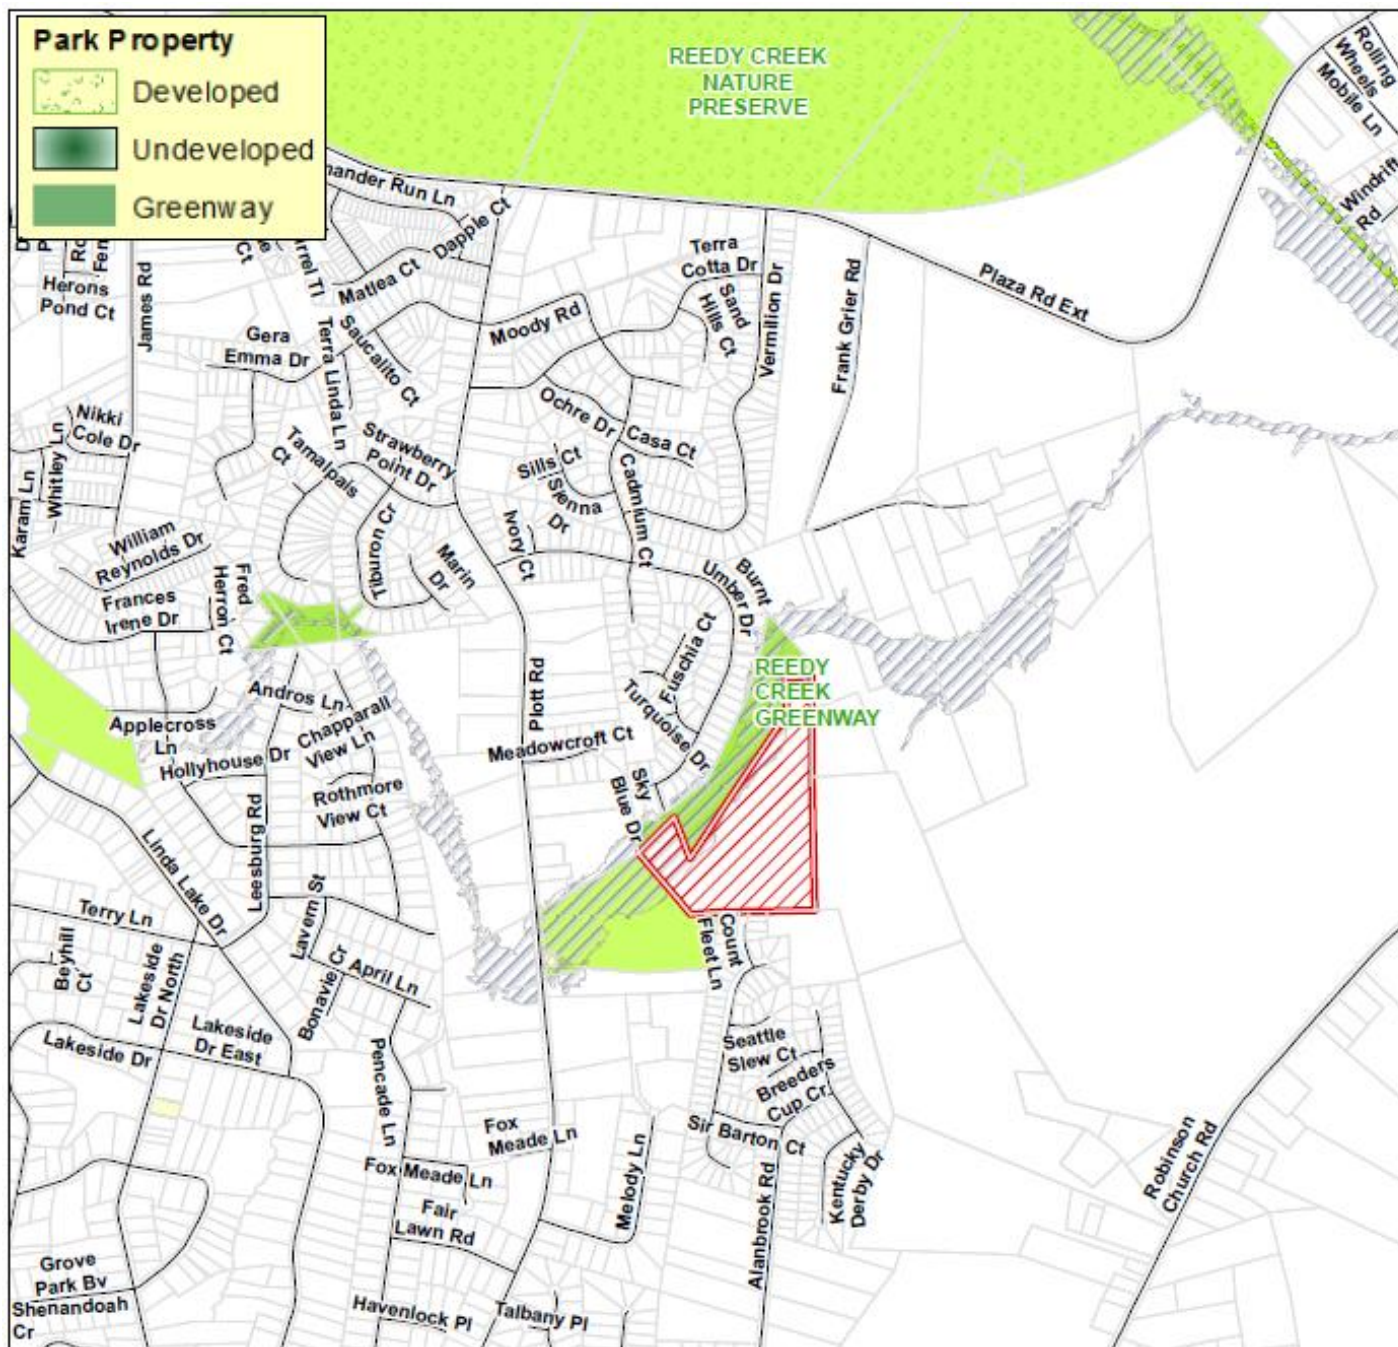 Park Property
Developed
Undeveloped
Greenway
REEDY CREEK
NATURE
PRESERVE
Rolling
Wheels
Mobile Ln
Windrift
Rd
Plaza Rd Ext
Dapple Ct
Matlea Ct
Ct
Herons
Pond Ct
James Rd
Terra
Cotta Dr
Sand
Hills Ct
Vermilion Dr
Frank Grier Rd
Moody Rd
Gera
Emma Dr
Terra Linda Ln
Saucalito Ct
Nikki
Cole Dr
Whitley Ln
Karam Ln
Tamalpais
Ct
Strawberry
Point Dr
Ochre Dr
Casa Ct
Sills Ct
Sienna
Dr
Cadmium Ct
Ivory Ct
William
Reynolds Dr
Tiburon Cr
Marin
Dr
Fred
Herron Ct
Frances
Irene Dr
Burnt
Umber Dr
Fuschia Ct
Turquoise Dr
REEDY
CREEK
GREENWAY
Plott Rd
Andros Ln
Applecross
Ln
Chapparall
View Ln
Hollyhouse Dr
Meadowcroft Ct
Sky
Blue Dr
Rothmore
View Ct
Leesburg Rd
Linda Lake Dr
Terry Ln
Lavern St
Beyhill
Ct
Lakeside
Dr North
Bonavie Cr
April Ln
Count
Fleet Ln
Lakeside Dr
Lakeside
Dr East
Pencade Ln
Seattle
Slew Ct
Breeders
Cup Cr
Sir Barton Ct
Fox
Meade Ln
Fox Meade Ln
Melody Ln
Kentucky
Derby Dr
Alanbrook Rd
Robinson
Church Rd
Fair
Lawn Rd
Grove
Park Bv
Shenandoah
Cr
Havenlock Pl
Talbany Pl